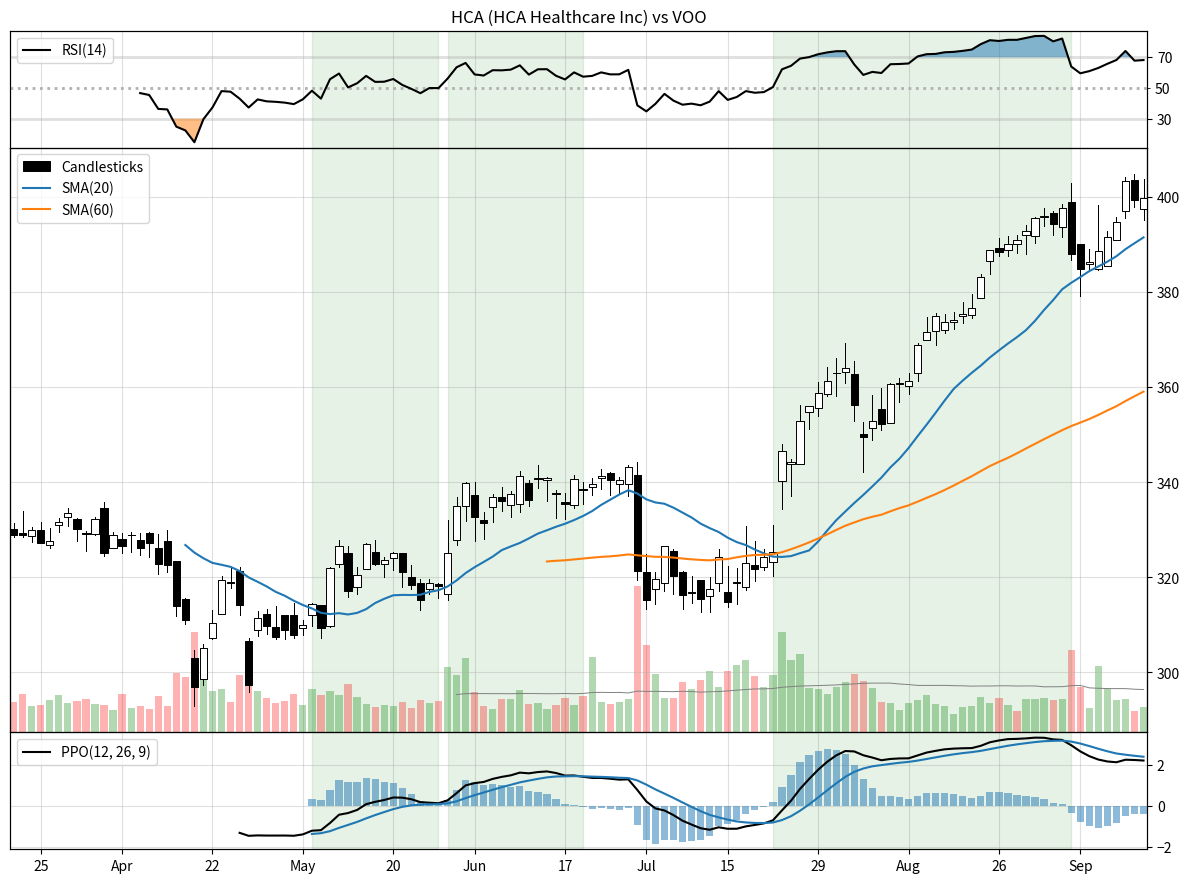 HCA (HCA Healthcare Inc) vs VOO
RSI(14)
70
50
30
Candlesticks
SMA(20)
SMA(60)
400
380
360
340
320
300
PPO(12, 26, 9)
2
0
−2
25 Apr 22 May 20 Jun 17 Jul 15 29 Aug 26 Sep